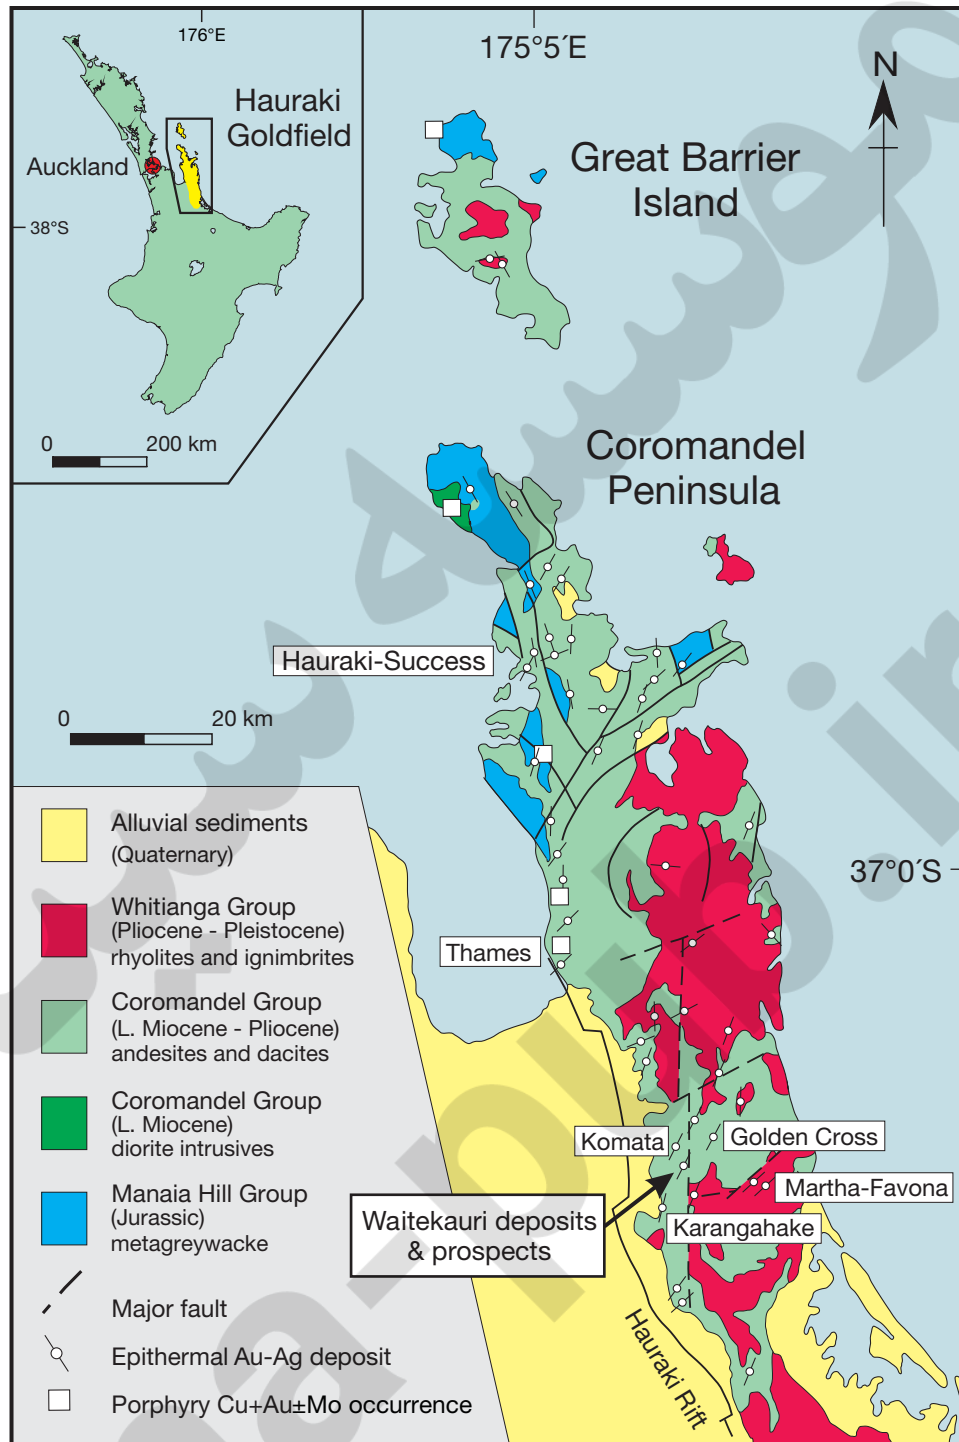 176°E
175°5´E
N
Hauraki
Goldfield
Auckland
38°S
0 200 km
Great Barrier
Island
Coromandel
Peninsula
Hauraki-Success
0 20 km
37°0´S
Thames
Komata
Golden Cross
Martha-Favona
Karangahake
Waitekauri deposits
& prospects
Hauraki Rift
Alluvial sediments
(Quaternary)
Whitianga Group
(Pliocene - Pleistocene)
rhyolites and ignimbrites
Coromandel Group
(L. Miocene - Pliocene)
andesites and dacites
Coromandel Group
(L. Miocene)
diorite intrusives
Manaia Hill Group
(Jurassic)
metagreywacke
Major fault
Epithermal Au-Ag deposit
Porphyry Cu+Au±Mo occurrence